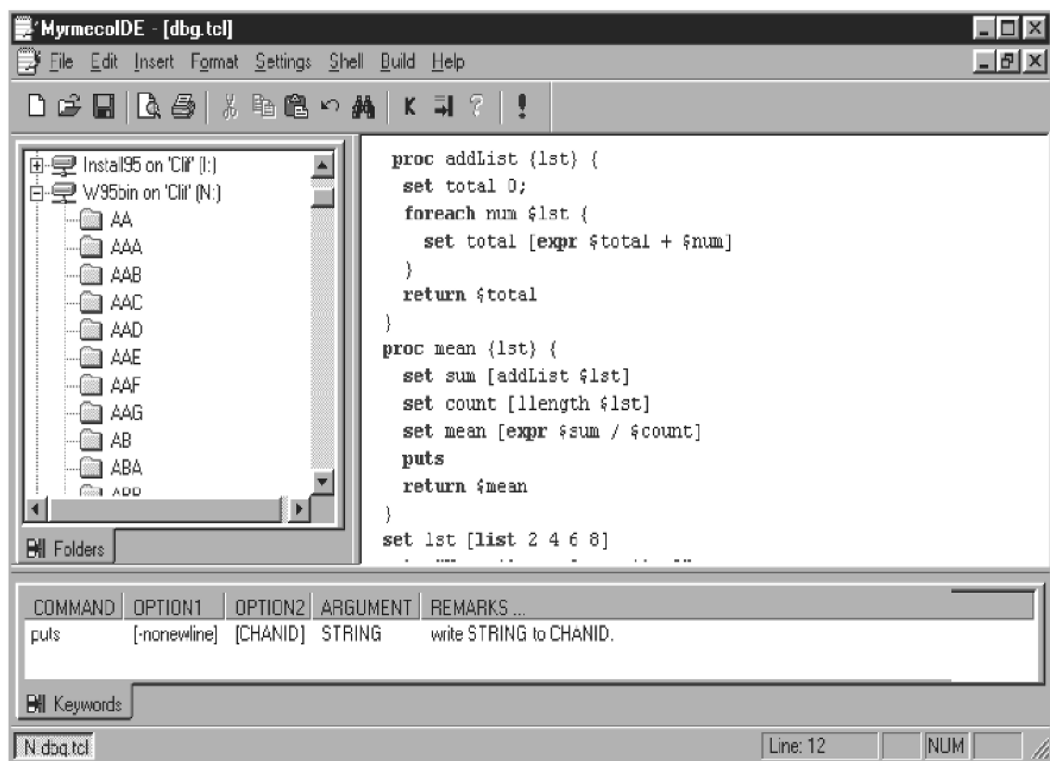 MyrmecoIDE - [dbg.tcl]
File Edit Insert Format Settings Shell Build Help
K ?
Install95 on 'Clif' (I:)
W95bin on 'Clif' (N:)
AA
AAA
AAB
AAC
AAD
AAE
AAF
AAG
AB
ABA
Folders
proc addList {lst} {
set total 0;
foreach num $lst {
set total [expr $total + $num]
}
return $total
}
proc mean {lst} {
set sum [addList $lst]
set count [llength $lst]
set mean [expr $sum / $count]
puts
return $mean
}
set lst [list 2 4 6 8]
COMMAND OPTION1 OPTION2 ARGUMENT REMARKS ...
puts [-nonewline] [CHANID] STRING write STRING to CHANID.
Keywords
N:dbg.tcl Line: 12 NUM